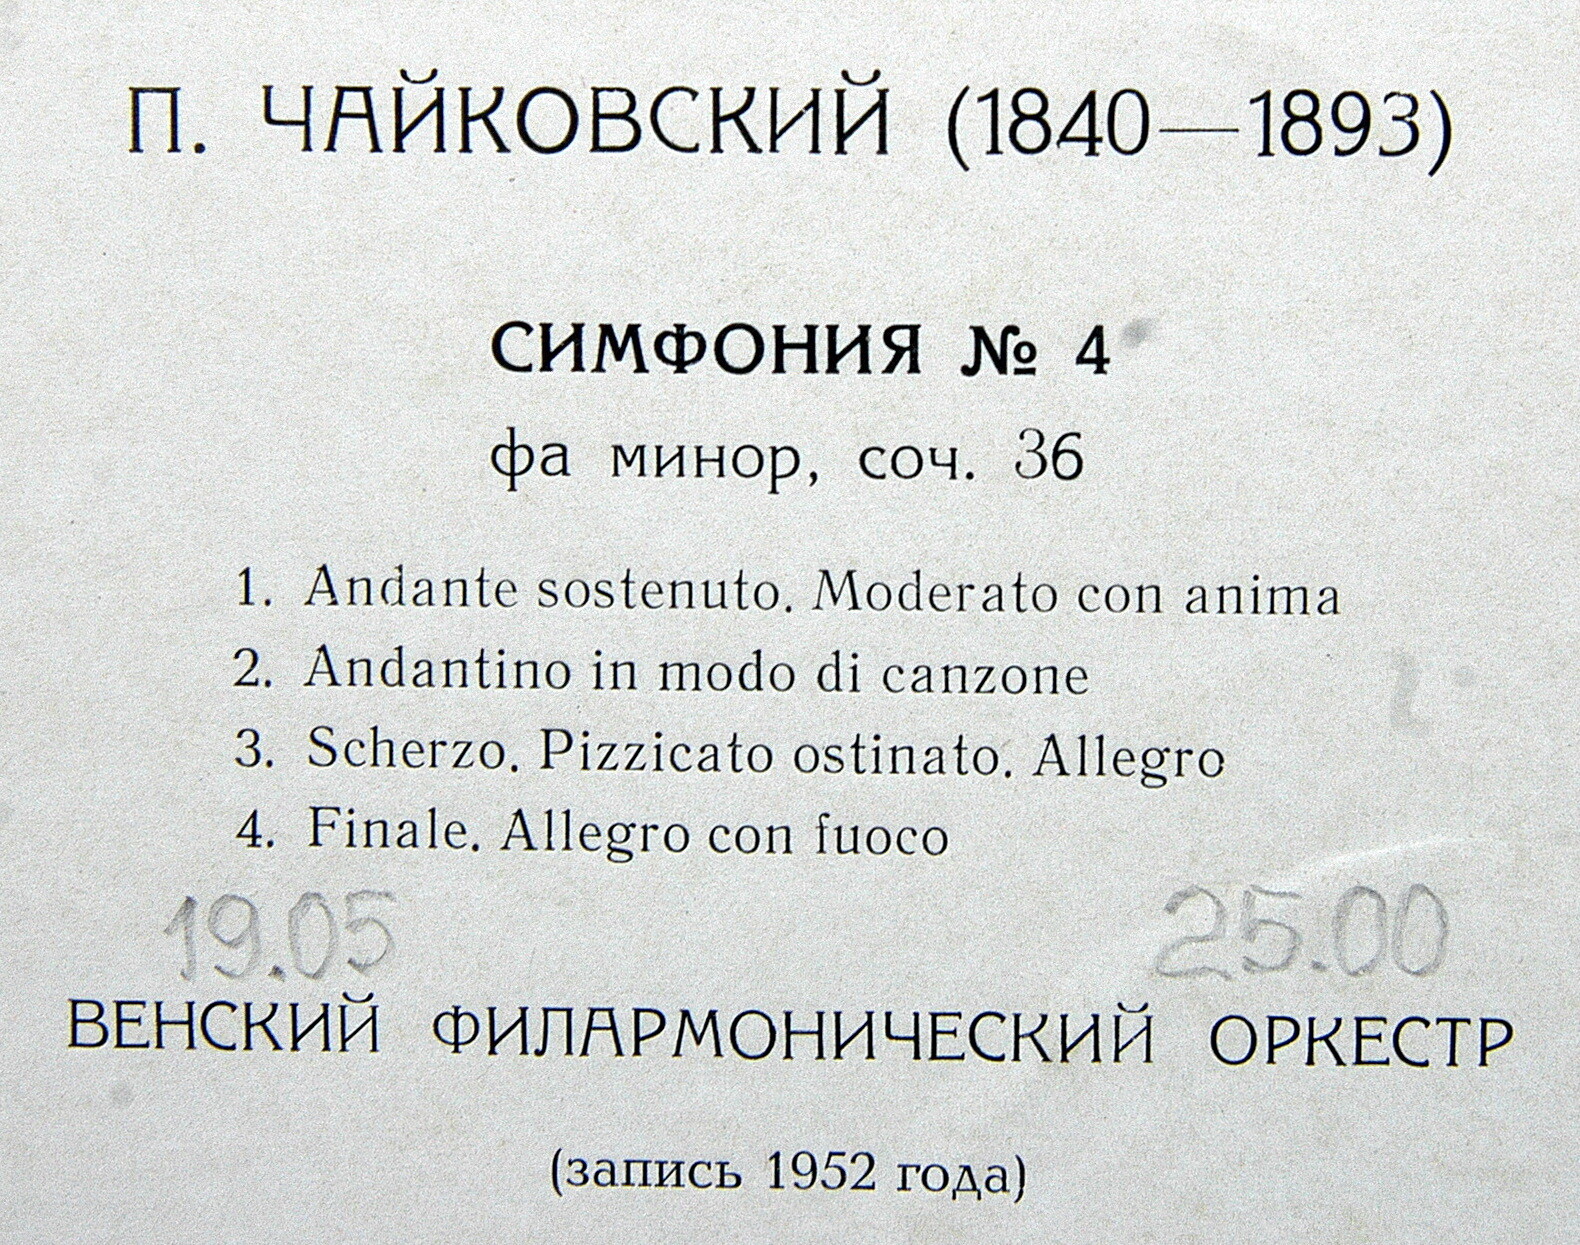 П. ЧАЙКОВСКИЙ (1840—1893)
СИМФОНИЯ № 4
фа минор, соч. 36
1. Andante sostenuto. Moderato con anima
2. Andantino in modo di canzone
3. Scherzo. Pizzicato ostinato. Allegro
4. Finale. Allegro con fuoco
19.05 25.00
ВЕНСКИЙ ФИЛАРМОНИЧЕСКИЙ ОРКЕСТР
(запись 1952 года)